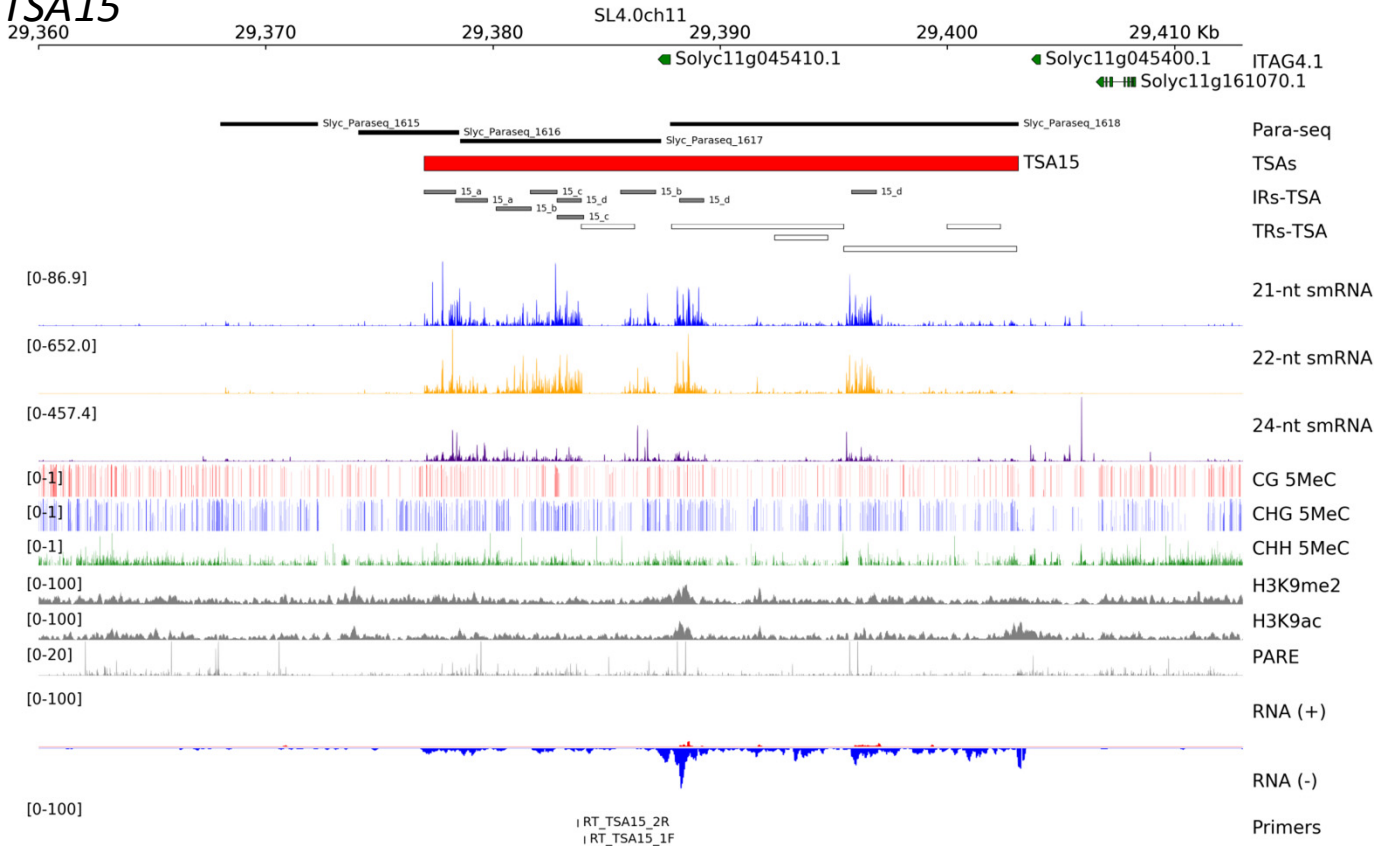 TSA15
SL4.0ch11
29,360 29,370 29,380 29,390 29,400 29,410 Kb
Solyc11g045410.1 Solyc11g045400.1 ITAG4.1
Solyc11g161070.1
Slyc_Paraseq_1615 Slyc_Paraseq_1618 Para-seq
Slyc_Paraseq_1616
Slyc_Paraseq_1617
TSA15 TSAs
15_a 15_c 15_b 15_d IRs-TSA
15_a 15_d 15_d
15_b
15_c
TRs-TSA
[0-86.9] 21-nt smRNA
[0-652.0] 22-nt smRNA
[0-457.4] 24-nt smRNA
[0-1] CG 5MeC
[0-1] CHG 5MeC
[0-1] CHH 5MeC
[0-100] H3K9me2
[0-100] H3K9ac
[0-20] PARE
[0-100] RNA (+)
RNA (-)
[0-100]
RT_TSA15_2R Primers
RT_TSA15_1F